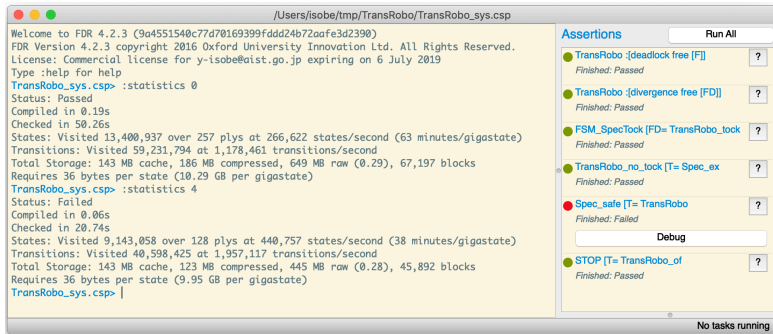 /Users/isobe/tmp/TransRobo/TransRobo_sys.csp
Welcome to FDR 4.2.3 (9a4551540c77d70169399fddd24b72aafe3d2390)
FDR Version 4.2.3 copyright 2016 Oxford University Innovation Ltd. All Rights Reserved.
License: Commercial license for y-isobe@aist.go.jp expiring on 6 July 2019
Type :help for help
TransRobo_sys.csp> :statistics 0
Status: Passed
Compiled in 0.19s
Checked in 50.26s
States: Visited 13,400,937 over 257 plys at 266,622 states/second (63 minutes/gigastate)
Transitions: Visited 59,231,794 at 1,178,461 transitions/second
Total Storage: 143 MB cache, 186 MB compressed, 649 MB raw (0.29), 67,197 blocks
Requires 36 bytes per state (10.29 GB per gigastate)
TransRobo_sys.csp> :statistics 4
Status: Failed
Compiled in 0.06s
Checked in 20.74s
States: Visited 9,143,058 over 128 plys at 440,757 states/second (38 minutes/gigastate)
Transitions: Visited 40,598,425 at 1,957,117 transitions/second
Total Storage: 143 MB cache, 123 MB compressed, 445 MB raw (0.28), 45,892 blocks
Requires 36 bytes per state (9.95 GB per gigastate)
TransRobo_sys.csp>
Assertions Run All
TransRobo :[deadlock free [F]] ?
Finished: Passed
TransRobo :[divergence free [FD]] ?
Finished: Passed
FSM_SpecTock [FD= TransRobo_tock ?
Finished: Passed
TransRobo_no_tock [T= Spec_ex ?
Finished: Passed
Spec_safe [T= TransRobo ?
Finished: Failed
Debug
STOP [T= TransRobo_of ?
Finished: Passed
No tasks running